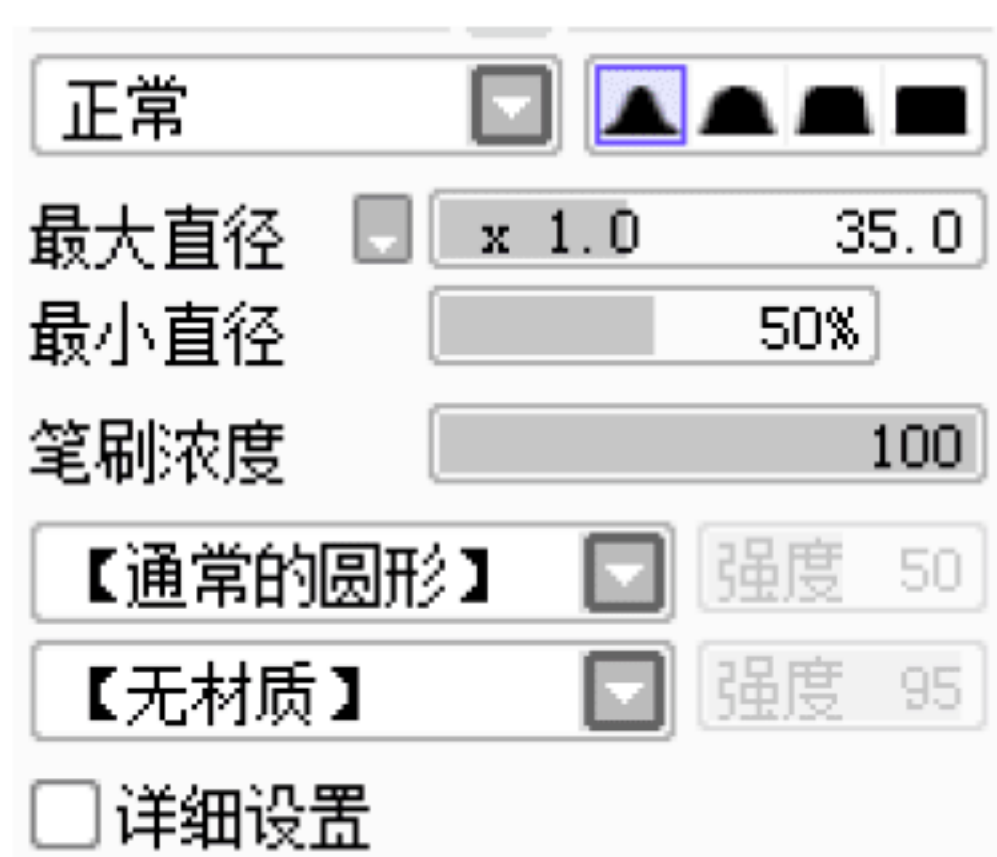 正常
最大直径 x 1.0 35.0
最小直径 50%
笔刷浓度 100
【通常的圆形】 强度 50
【无材质】 强度 95
详细设置